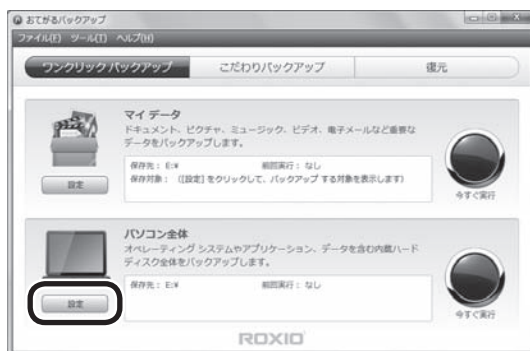 おてがるバックアップ
ファイル(F) ツール(T) ヘルプ(H)
ワンクリックバックアップ こだわりバックアップ 復元
マイ データ
ドキュメント、ピクチャ、ミュージック、ビデオ、電子メールなど重要な
データをバックアップします。
保存先： E:¥ 前回実行： なし
保存対象： （[設定] をクリックして、バックアップ する対象を表示します）
設定
今すぐ実行
パソコン全体
オペレーティング システムやアプリケーション、データを含む内蔵ハード
ディスク全体をバックアップします。
保存先： E:¥ 前回実行： なし
設定
今すぐ実行
ROXIO